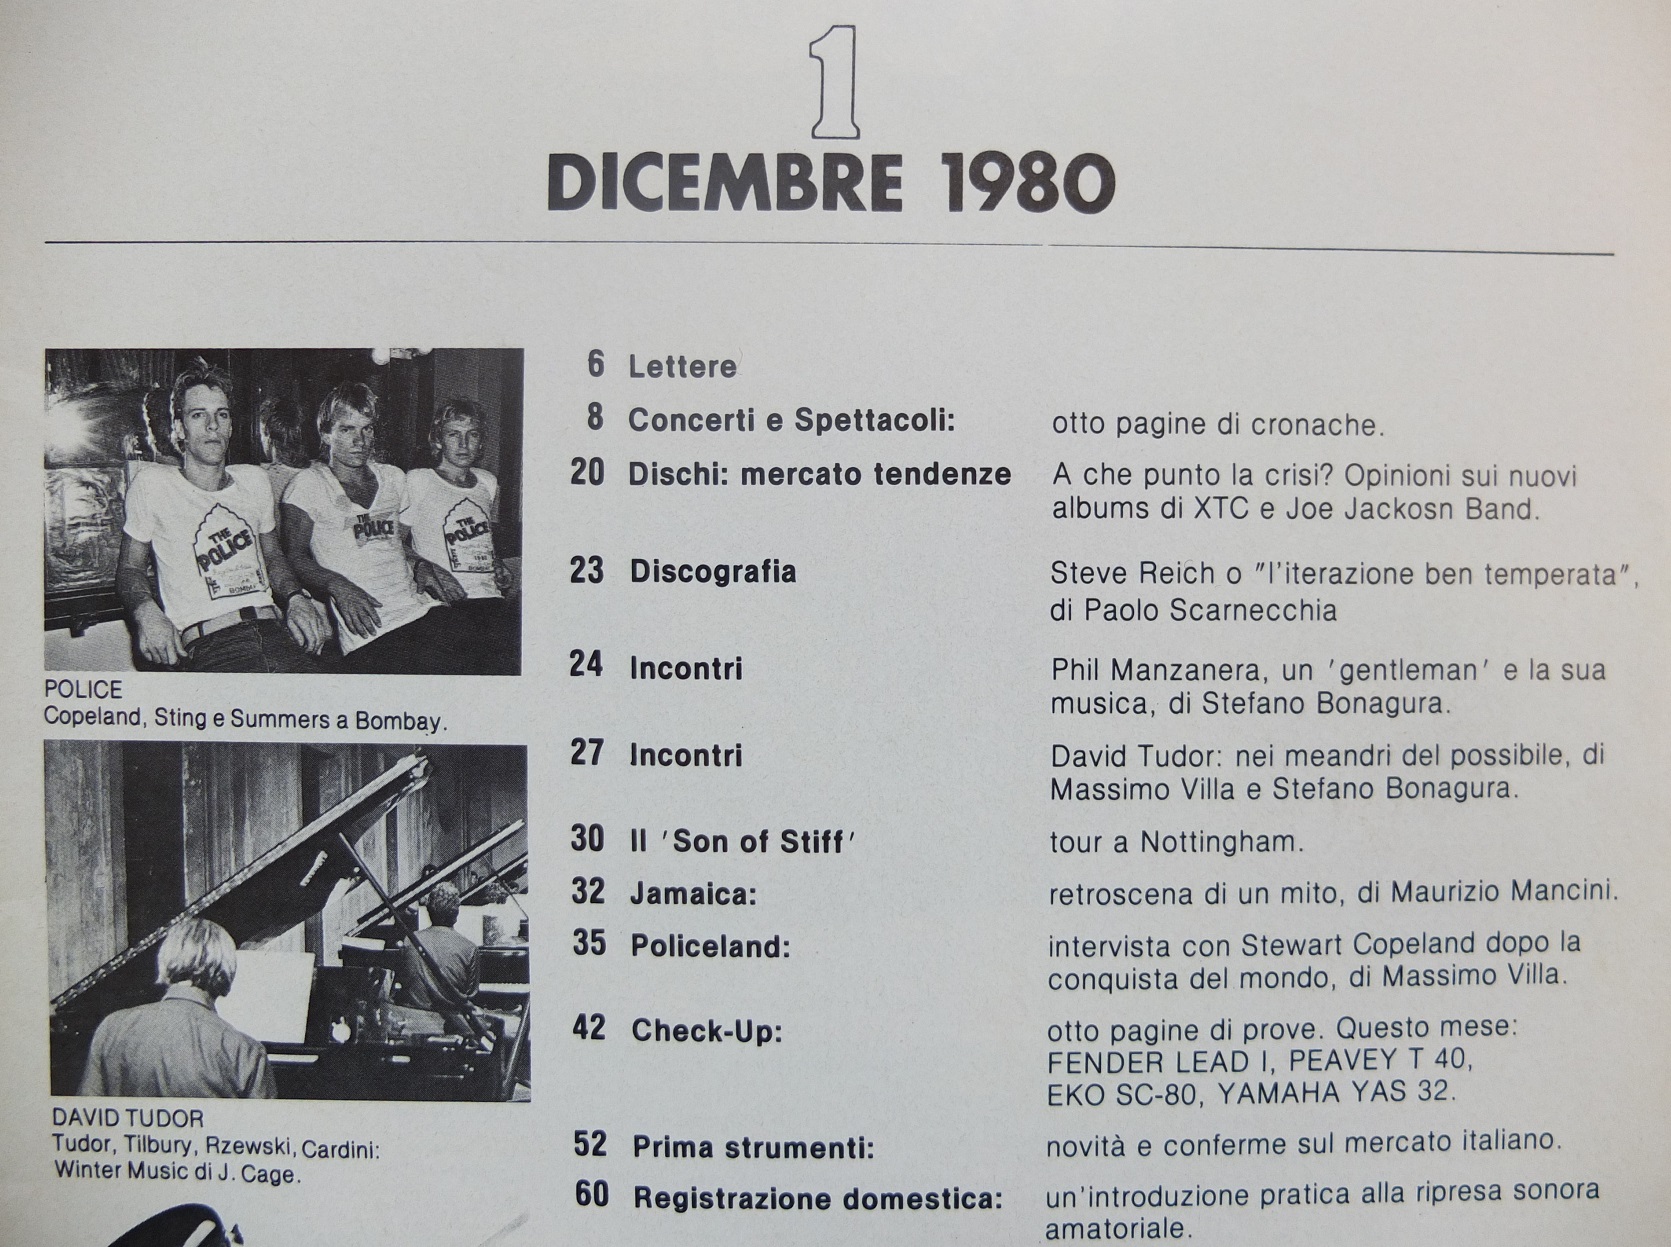 1
DICEMBRE 1980
THE
POLICE
BOMBAY
THE
POLICE
THE
POLICE
POLICE
Copeland, Sting e Summers a Bombay.
DAVID TUDOR
Tudor, Tilbury, Rzewski, Cardini:
Winter Music di J. Cage.
6 Lettere
8 Concerti e Spettacoli: otto pagine di cronache.
20 Dischi: mercato tendenze A che punto la crisi? Opinioni sui nuovi
albums di XTC e Joe Jackosn Band.
23 Discografia Steve Reich o "l'iterazione ben temperata",
di Paolo Scarnecchia
24 Incontri Phil Manzanera, un 'gentleman' e la sua
musica, di Stefano Bonagura.
27 Incontri David Tudor: nei meandri del possibile, di
Massimo Villa e Stefano Bonagura.
30 Il 'Son of Stiff' tour a Nottingham.
32 Jamaica: retroscena di un mito, di Maurizio Mancini.
35 Policeland: intervista con Stewart Copeland dopo la
conquista del mondo, di Massimo Villa.
42 Check-Up: otto pagine di prove. Questo mese:
FENDER LEAD I, PEAVEY T 40,
EKO SC-80, YAMAHA YAS 32.
52 Prima strumenti: novità e conferme sul mercato italiano.
60 Registrazione domestica: un'introduzione pratica alla ripresa sonora
amatoriale.